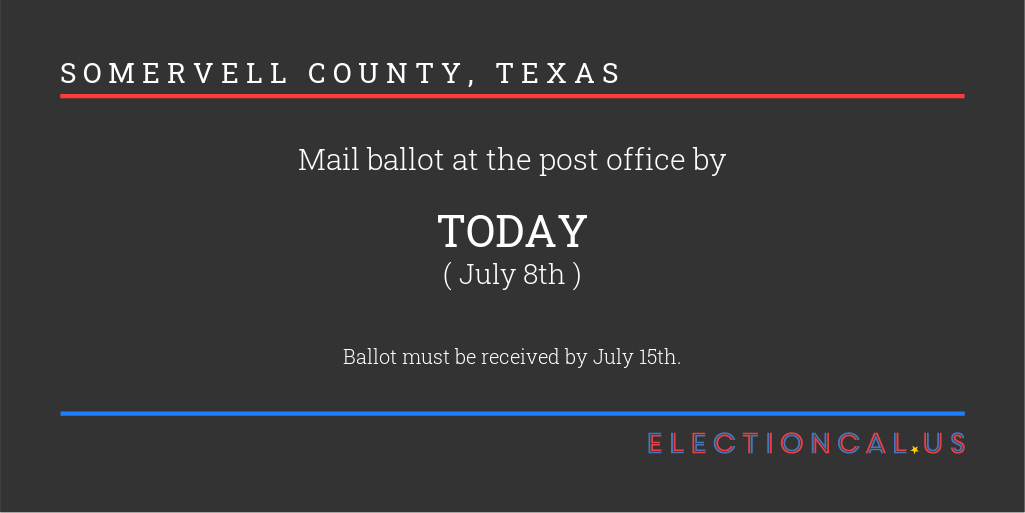 SOMERVELL COUNTY, TEXAS
Mail ballot at the post office by
TODAY
( July 8th )
Ballot must be received by July 15th.
ELECTIONCAL.US